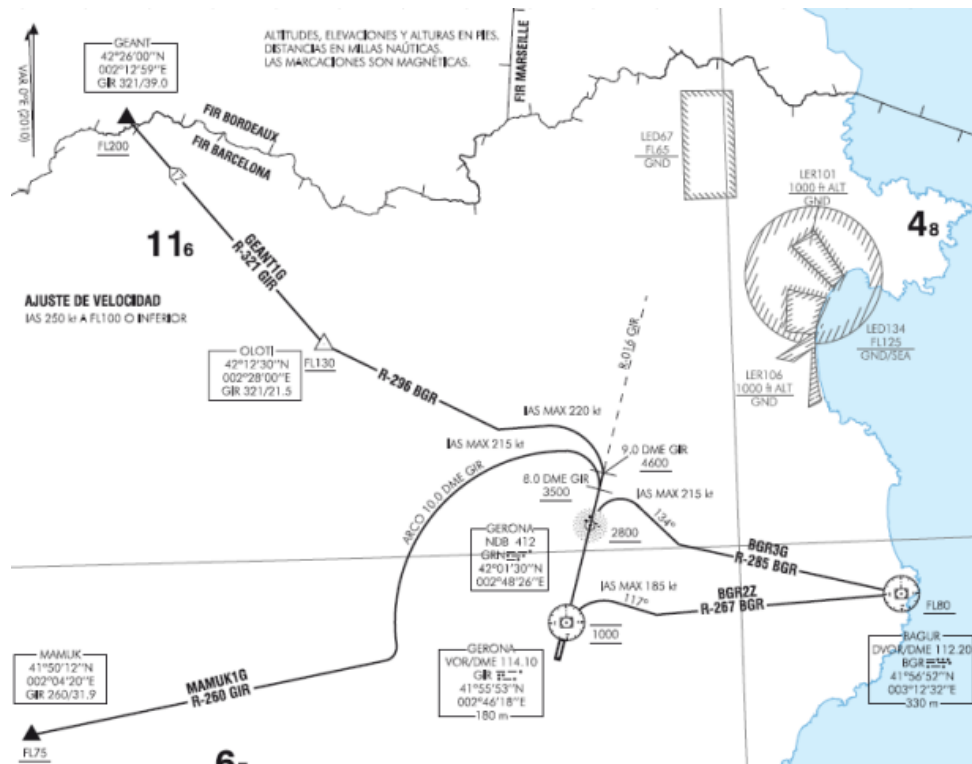 GEANT
42°26'00''N
002°12'59''E
GIR 321/39.0
ALTITUDES, ELEVACIONES Y ALTURAS EN PIES.
DISTANCIAS EN MILLAS NAÚTICAS.
LAS MARCACIONES SON MAGNÉTICAS.
VAR 0°E (2010)
FIR MARSEILLE
FIR BORDEAUX
FIR BARCELONA
FL200
LED67
FL65
GND
LER101
1000 ft ALT
GND
4₈
11₆
GEANT1G
R-321 GIR
AJUSTE DE VELOCIDAD
IAS 250 kt A FL100 O INFERIOR
OLOTI
42°12'30''N
002°28'00''E
GIR 321/21.5
FL130
R-016 GIR
LED134
FL125
GND/SEA
LER106
1000 ft ALT
GND
R-296 BGR
IAS MAX 220 kt
IAS MAX 215 kt
9.0 DME GIR
4600
8.0 DME GIR
3500
IAS MAX 215 kt
ARCO 10.0 DME GIR
134°
2800
GERONA
NDB 412
GRN
42°01'30''N
002°48'26''E
BGR3G
R-285 BGR
IAS MAX 185 kt
117°
BGR2Z
R-267 BGR
FL80
1000
MAMUK
41°50'12''N
002°04'20''E
GIR 260/31.9
GERONA
VOR/DME 114.10
GIR
41°55'53''N
002°46'18''E
180 m
BAGUR
DVOR/DME 112.20
BGR
41°56'52''N
003°12'32''E
330 m
MAMUK1G
R-260 GIR
FL75